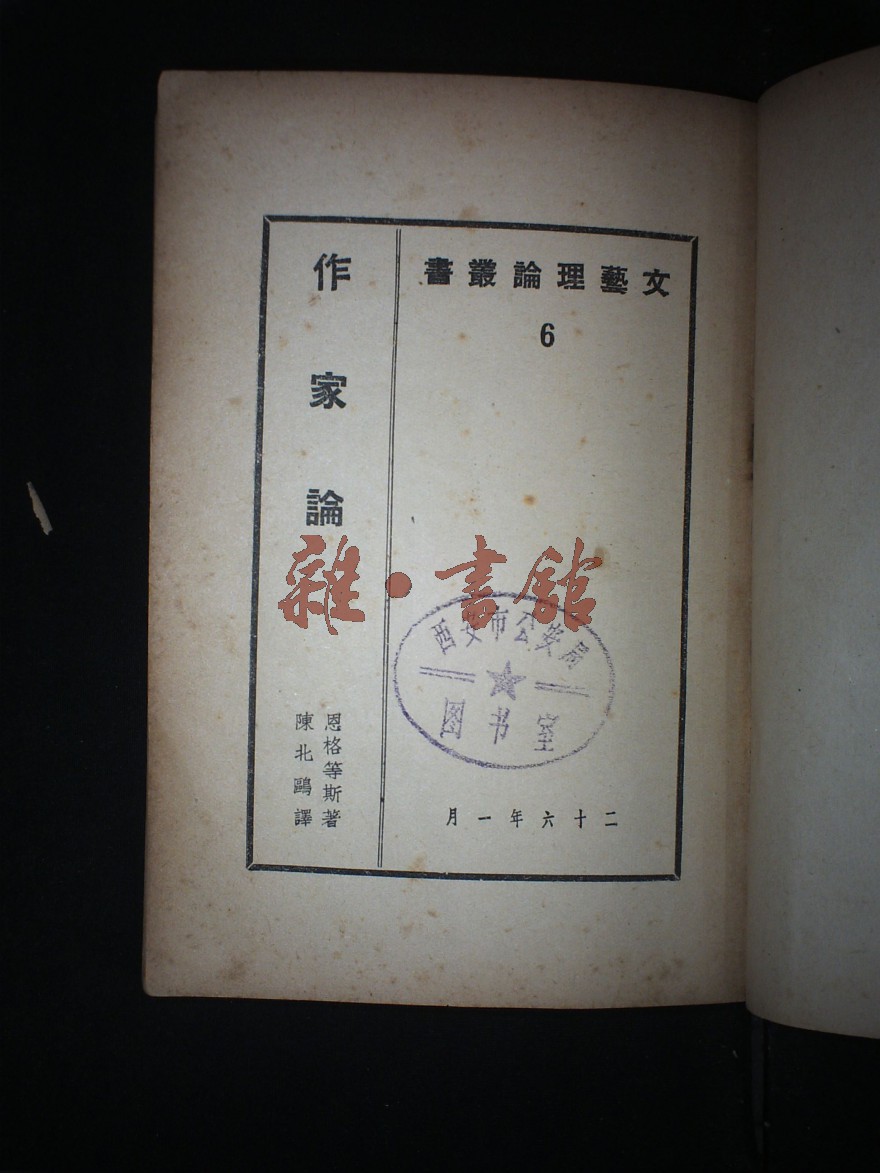 文藝理論叢書
6
作家論
恩格等斯著
陳北鷗譯
二十六年一月
西安市公安局
图书室
雜·書館